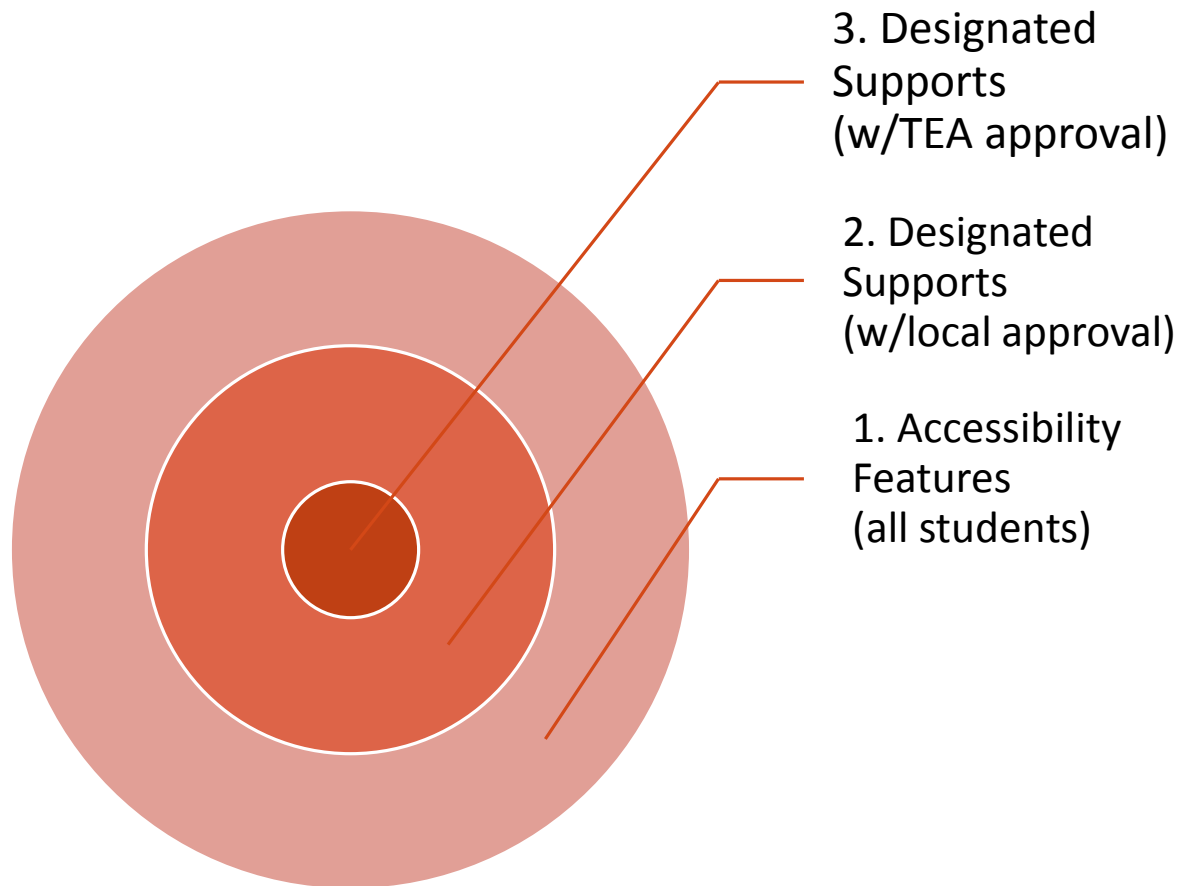 3. Designated
Supports
(w/TEA approval)
2. Designated
Supports
(w/local approval)
1. Accessibility
Features
(all students)